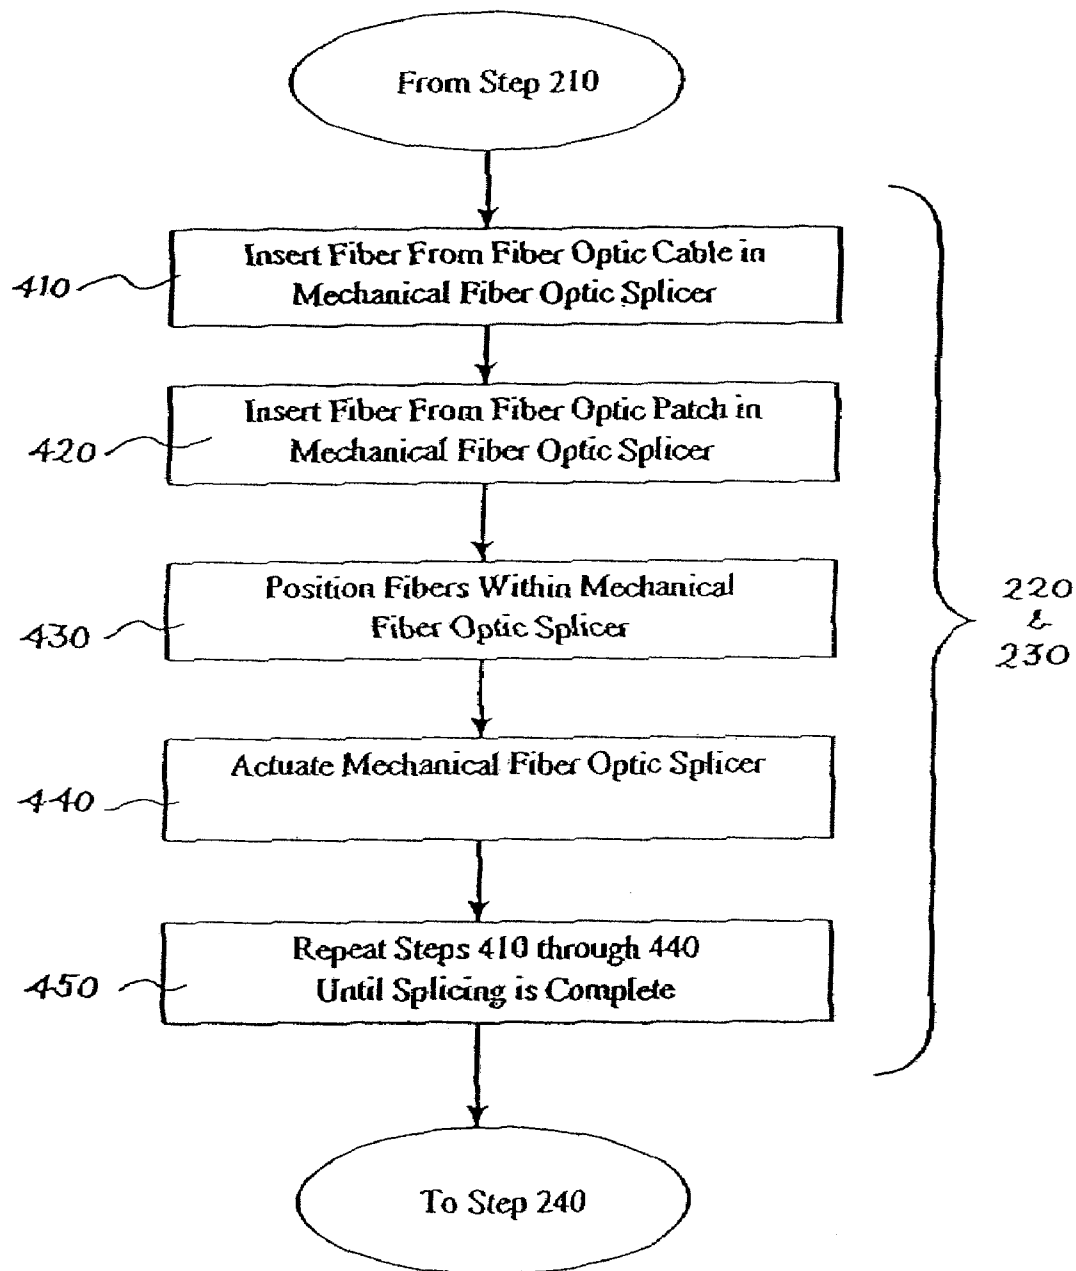 From Step 210
Insert Fiber From Fiber Optic Cable in
Mechanical Fiber Optic Splicer
410
Insert Fiber From Fiber Optic Patch in
Mechanical Fiber Optic Splicer
420
Position Fibers Within Mechanical
Fiber Optic Splicer
430
220
&
230
Actuate Mechanical Fiber Optic Splicer
440
Repeat Steps 410 through 440
Until Splicing is Complete
450
To Step 240